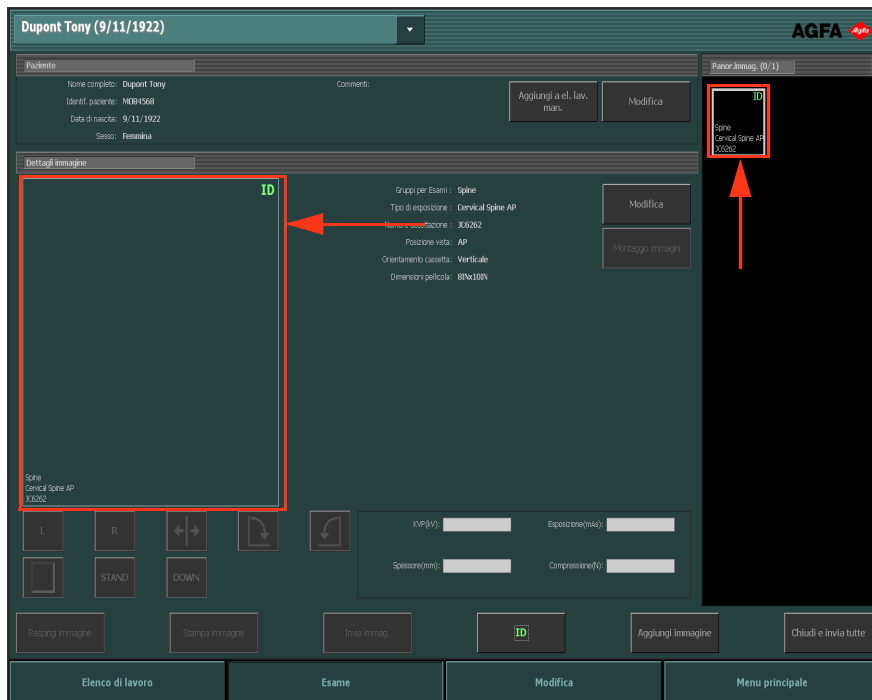 Dupont Tony (9/11/1922)
AGFA
Agfa
Paziente
Nome completo: Dupont Tony
Identif. paziente: MOB4568
Data di nascita: 9/11/1922
Sesso: Femmina
Commenti:
Aggiungi a el. lav.
man.
Modifica
Panor.immag. (0/1)
ID
Spine
Cervical Spine AP
JC6262
Dettagli immagine
ID
Spine
Cervical Spine AP
JC6262
Gruppi per Esami : Spine
Tipo di esposizione : Cervical Spine AP
Numero accettazione : JC6262
Posizione vista: AP
Orientamento cassetta: Verticale
Dimensioni pellicola: 8INx10IN
Modifica
Montaggio immagini
L
R
STAND
DOWN
KVP(kV):
Esposizione(mAs):
Spessore(mm):
Compressione(N):
Respingi immagine
Stampa immagine
Invia immag.
ID
Aggiungi immagine
Chiudi e invia tutte
Elenco di lavoro
Esame
Modifica
Menu principale